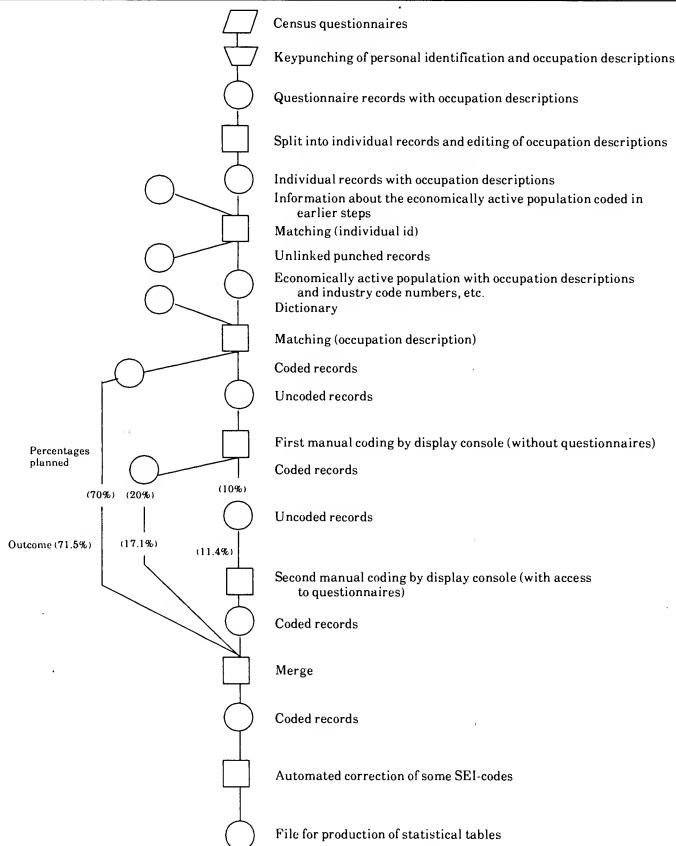 Census questionnaires
Keypunching of personal identification and occupation descriptions
Questionnaire records with occupation descriptions
Split into individual records and editing of occupation descriptions
Individual records with occupation descriptions
Information about the economically active population coded in
earlier steps
Matching (individual id)
Unlinked punched records
Economically active population with occupation descriptions
and industry code numbers, etc.
Dictionary
Matching (occupation description)
Coded records
Uncoded records
First manual coding by display console (without questionnaires)
Percentages
planned
Coded records
(70%) (20%) (10%)
Uncoded records
Outcome (71.5%) (17.1%) (11.4%)
Second manual coding by display console (with access
to questionnaires)
Coded records
Merge
Coded records
Automated correction of some SEI-codes
File for production of statistical tables